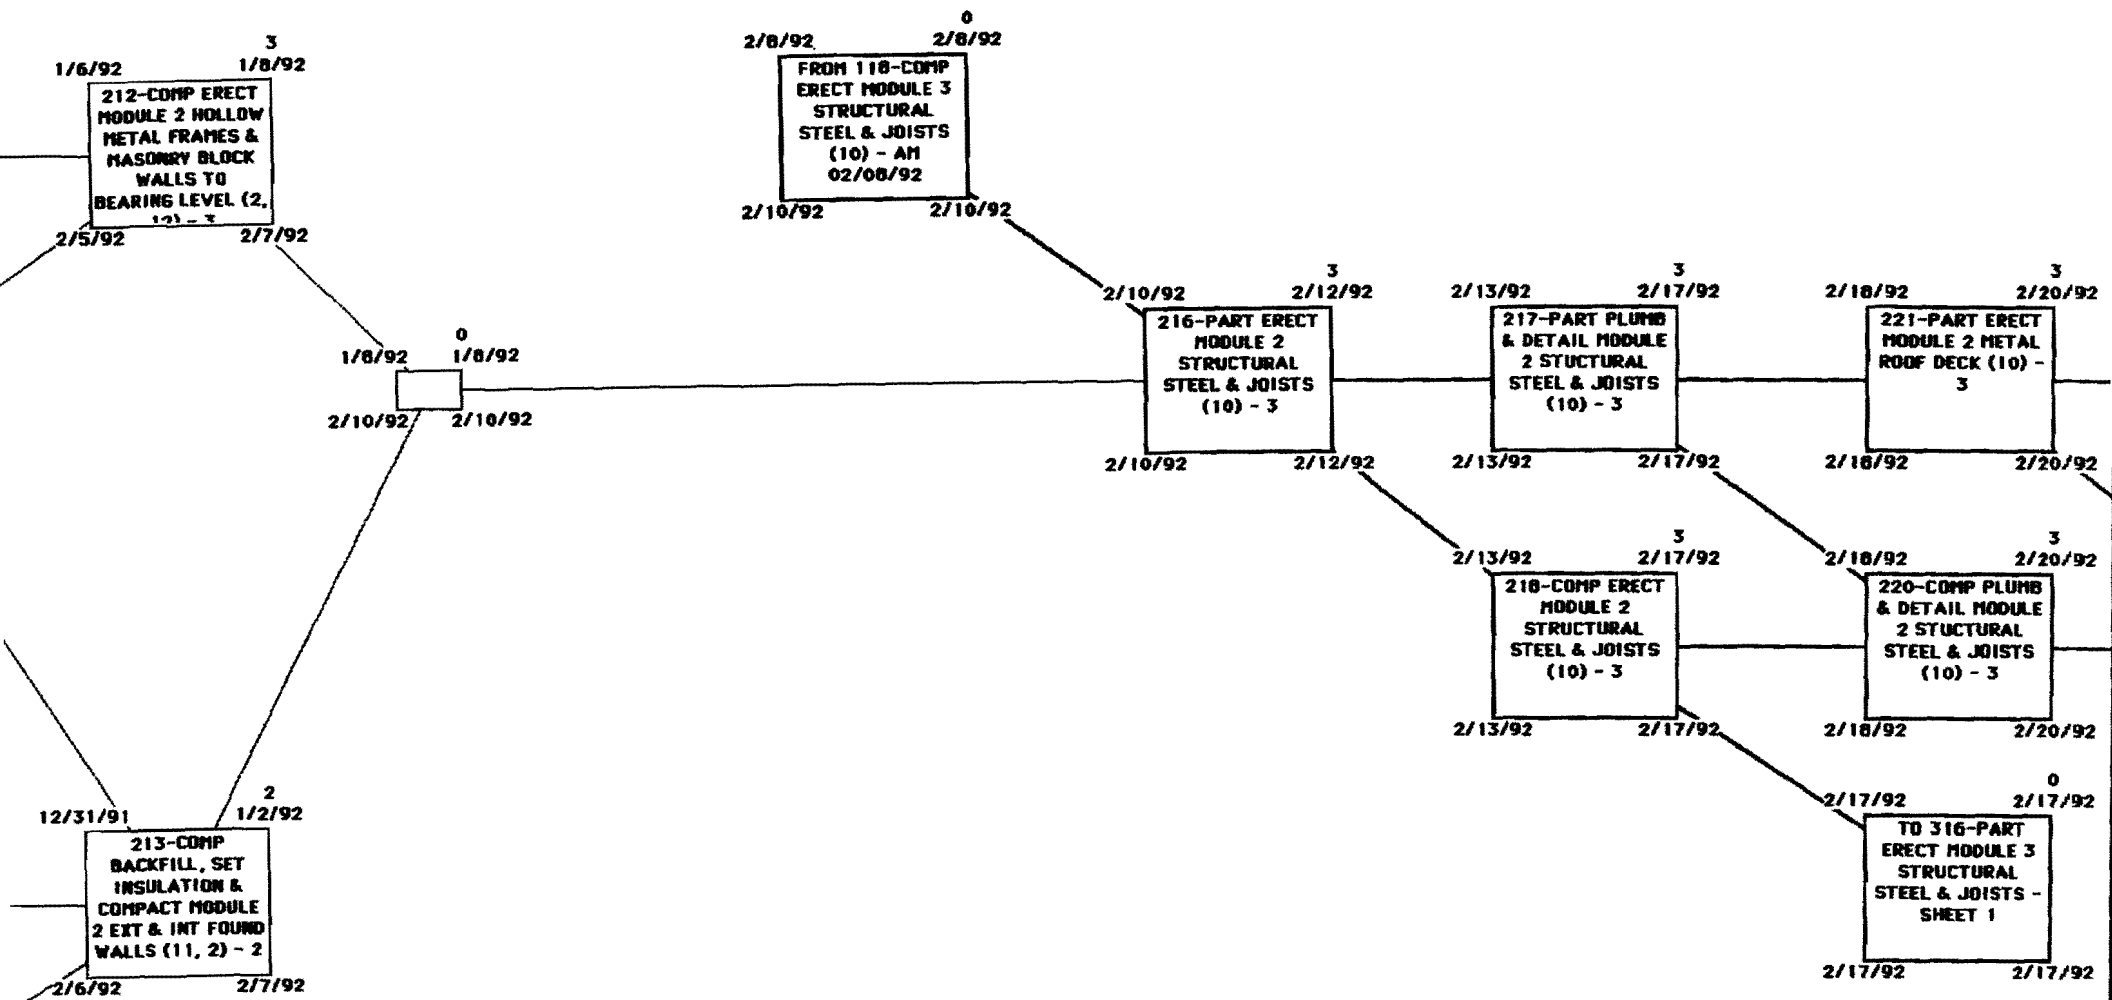 3
1/6/92 1/8/92
212-COMP ERECT
MODULE 2 HOLLOW
METAL FRAMES &
MASONRY BLOCK
WALLS TO
BEARING LEVEL (2,
12) - 3
2/5/92 2/7/92
0
2/8/92 2/8/92
FROM 118-COMP
ERECT MODULE 3
STRUCTURAL
STEEL & JOISTS
(10) - AM
02/08/92
2/10/92 2/10/92
0
1/8/92 1/8/92
2/10/92 2/10/92
3
2/10/92 2/12/92
216-PART ERECT
MODULE 2
STRUCTURAL
STEEL & JOISTS
(10) - 3
2/10/92 2/12/92
3
2/13/92 2/17/92
217-PART PLUMB
& DETAIL MODULE
2 STUCTURAL
STEEL & JOISTS
(10) - 3
2/13/92 2/17/92
3
2/18/92 2/20/92
221-PART ERECT
MODULE 2 METAL
ROOF DECK (10) -
3
2/18/92 2/20/92
3
2/13/92 2/17/92
218-COMP ERECT
MODULE 2
STRUCTURAL
STEEL & JOISTS
(10) - 3
2/13/92 2/17/92
3
2/18/92 2/20/92
220-COMP PLUMB
& DETAIL MODULE
2 STUCTURAL
STEEL & JOISTS
(10) - 3
2/18/92 2/20/92
2
12/31/91 1/2/92
213-COMP
BACKFILL, SET
INSULATION &
COMPACT MODULE
2 EXT & INT FOUND
WALLS (11, 2) - 2
2/6/92 2/7/92
0
2/17/92 2/17/92
TO 316-PART
ERECT MODULE 3
STRUCTURAL
STEEL & JOISTS -
SHEET 1
2/17/92 2/17/92